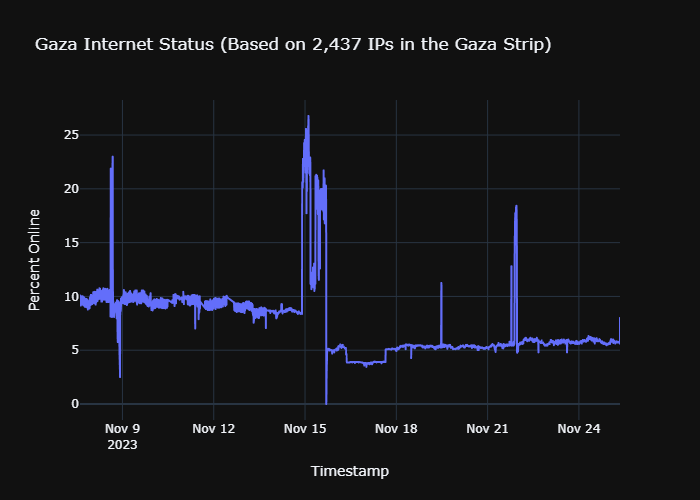 Gaza Internet Status (Based on 2,437 IPs in the Gaza Strip)
25
20
15
10
5
0
Percent Online
Nov 9
2023
Nov 12
Nov 15
Nov 18
Nov 21
Nov 24
Timestamp